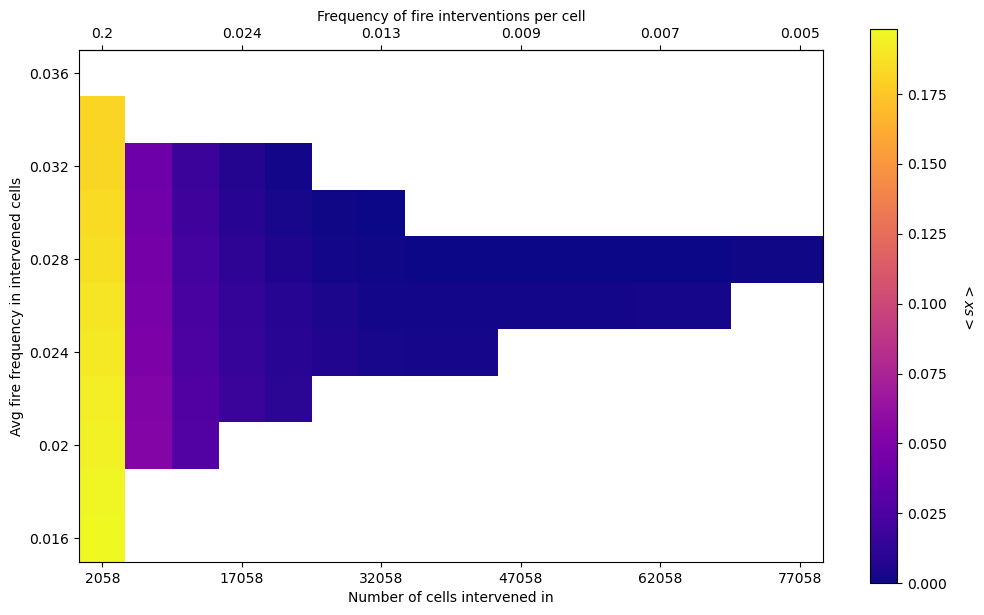 Frequency of fire interventions per cell
0.2 0.024 0.013 0.009 0.007 0.005
Avg fire frequency in intervened cells
0.036
0.032
0.028
0.024
0.02
0.016
2058 17058 32058 47058 62058 77058
Number of cells intervened in
0.175
0.150
0.125
0.100
0.075
0.050
0.025
0.000
< sx >